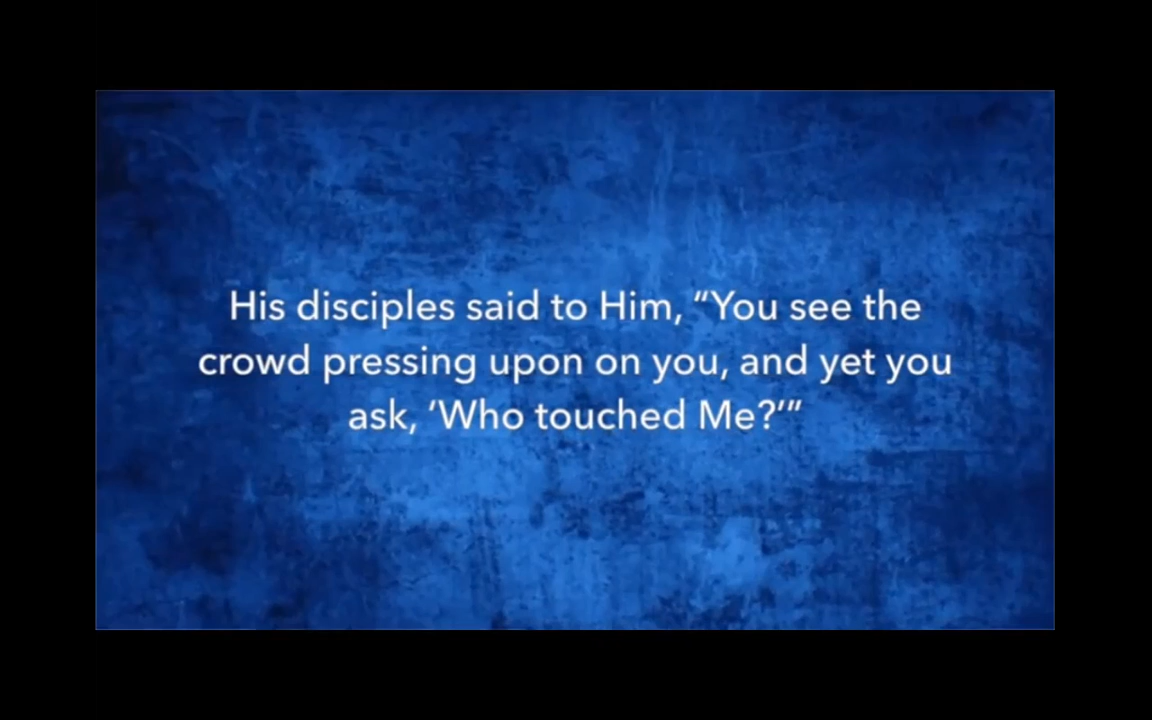 His disciples said to Him, “You see the
crowd pressing upon on you, and yet you
ask, ‘Who touched Me?’”